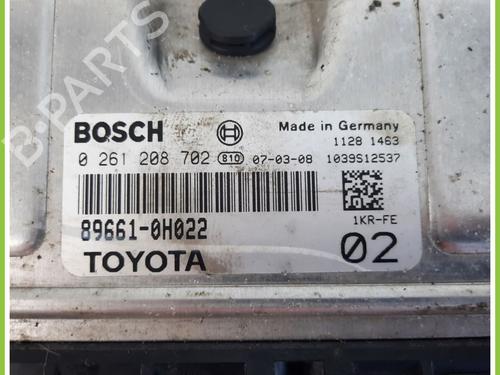 B-PARTS
BOSCH Made in Germany
1128 1463
0 261 208 702 B10 07-03-08 1039S12537
89661-0H022 1KR-FE
TOYOTA 02